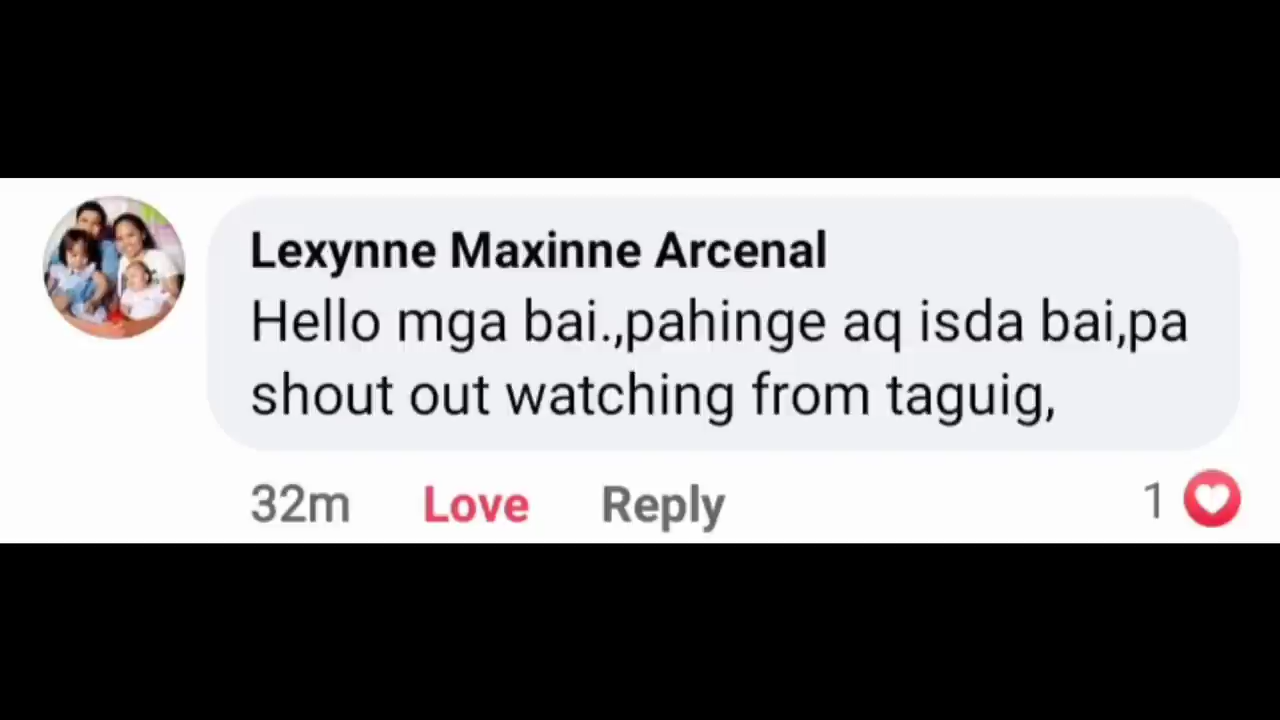 Lexynne Maxinne Arcenal
Hello mga bai.,pahinge aq isda bai,pa
shout out watching from taguig,
32m Love Reply 1